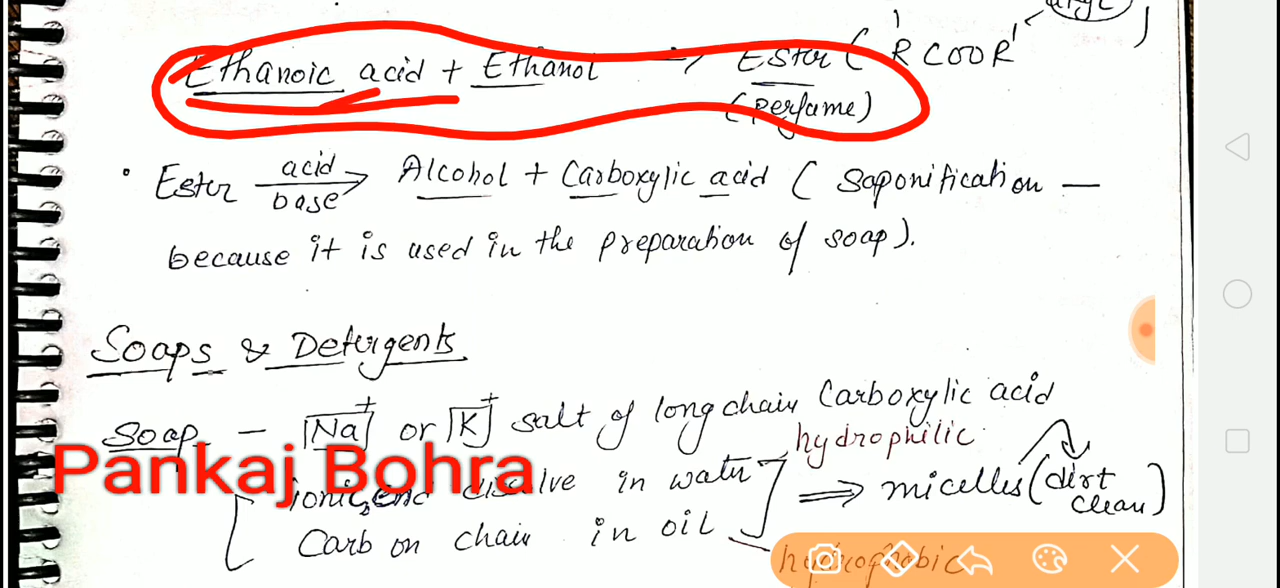 Ethanoic acid + Ethanol → Ester ( R COOR'
(perfume)
• Ester acid/base → Alcohol + Carboxylic acid ( Saponification —
because it is used in the preparation of soap).
Soaps & Detergents
Soap — Na+ or K+ salt of long chain Carboxylic acid
hydrophilic
Pankaj Bohra
ionic end dissolve in water ⇒ micelles (dirt clean)
Carbon chain in oil
hydrophobic